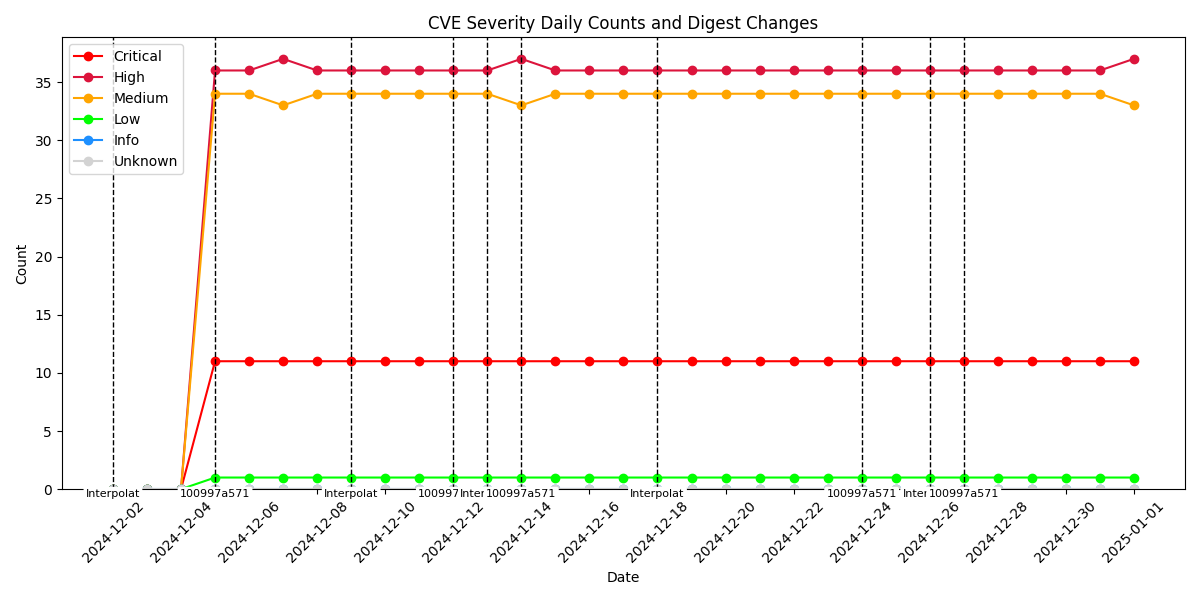 CVE Severity Daily Counts and Digest Changes
Critical
High
Medium
Low
Info
Unknown
Count
35
30
25
20
15
10
5
0
Interpolat
100997a571
Interpolat
100997
Inter
100997a571
Interpolat
100997a571
Inter
100997a571
2024-12-02
2024-12-04
2024-12-06
2024-12-08
2024-12-10
2024-12-12
2024-12-14
2024-12-16
2024-12-18
2024-12-20
2024-12-22
2024-12-24
2024-12-26
2024-12-28
2024-12-30
2025-01-01
Date